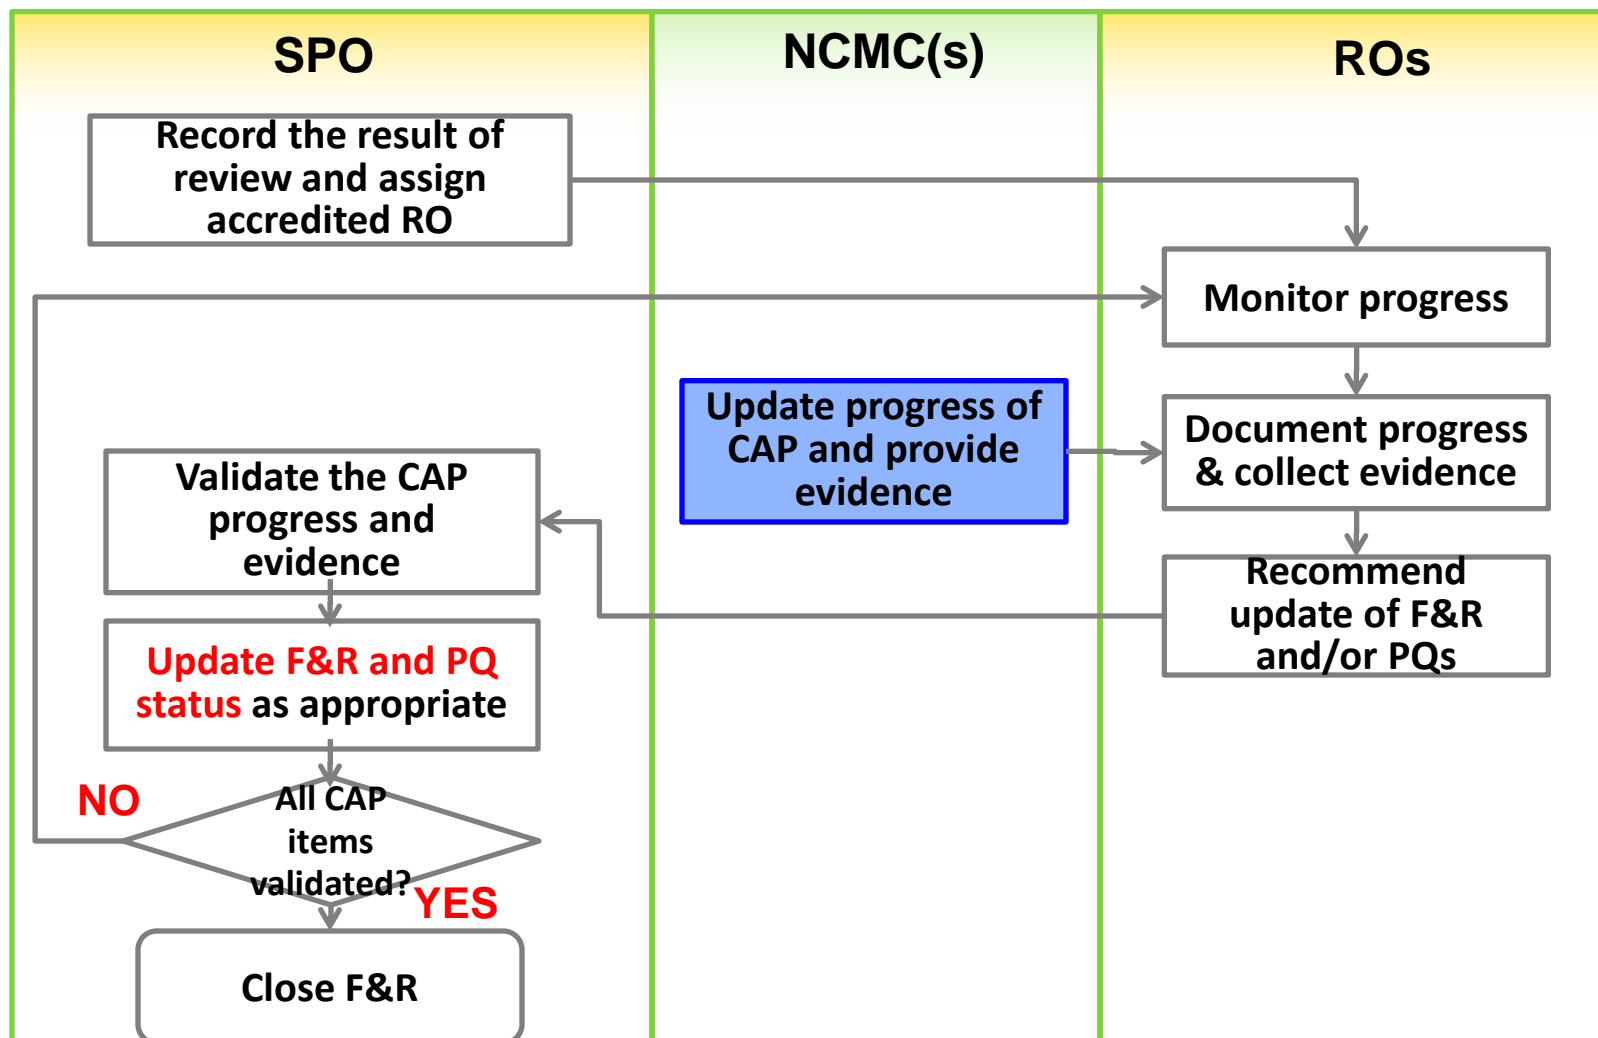 SPO
NCMC(s)
ROs
Record the result of
review and assign
accredited RO
Monitor progress
Update progress of
CAP and provide
evidence
Document progress
& collect evidence
Validate the CAP
progress and
evidence
Recommend
update of F&R
and/or PQs
Update F&R and PQ
status as appropriate
NO
All CAP
items
validated?
YES
Close F&R